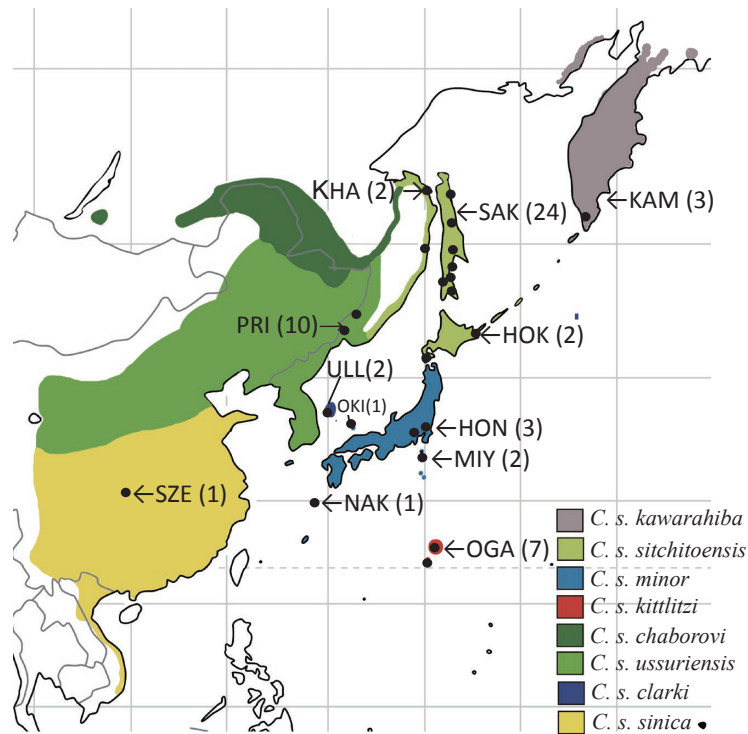 KHA (2)
SAK (24)
KAM (3)
PRI (10)
HOK (2)
ULL(2)
OKI(1)
HON (3)
MIY (2)
SZE (1)
NAK (1)
OGA (7)
C. s. kawarahiba
C. s. sitchitoensis
C. s. minor
C. s. kittlitzi
C. s. chaborovi
C. s. ussuriensis
C. s. clarki
C. s. sinica